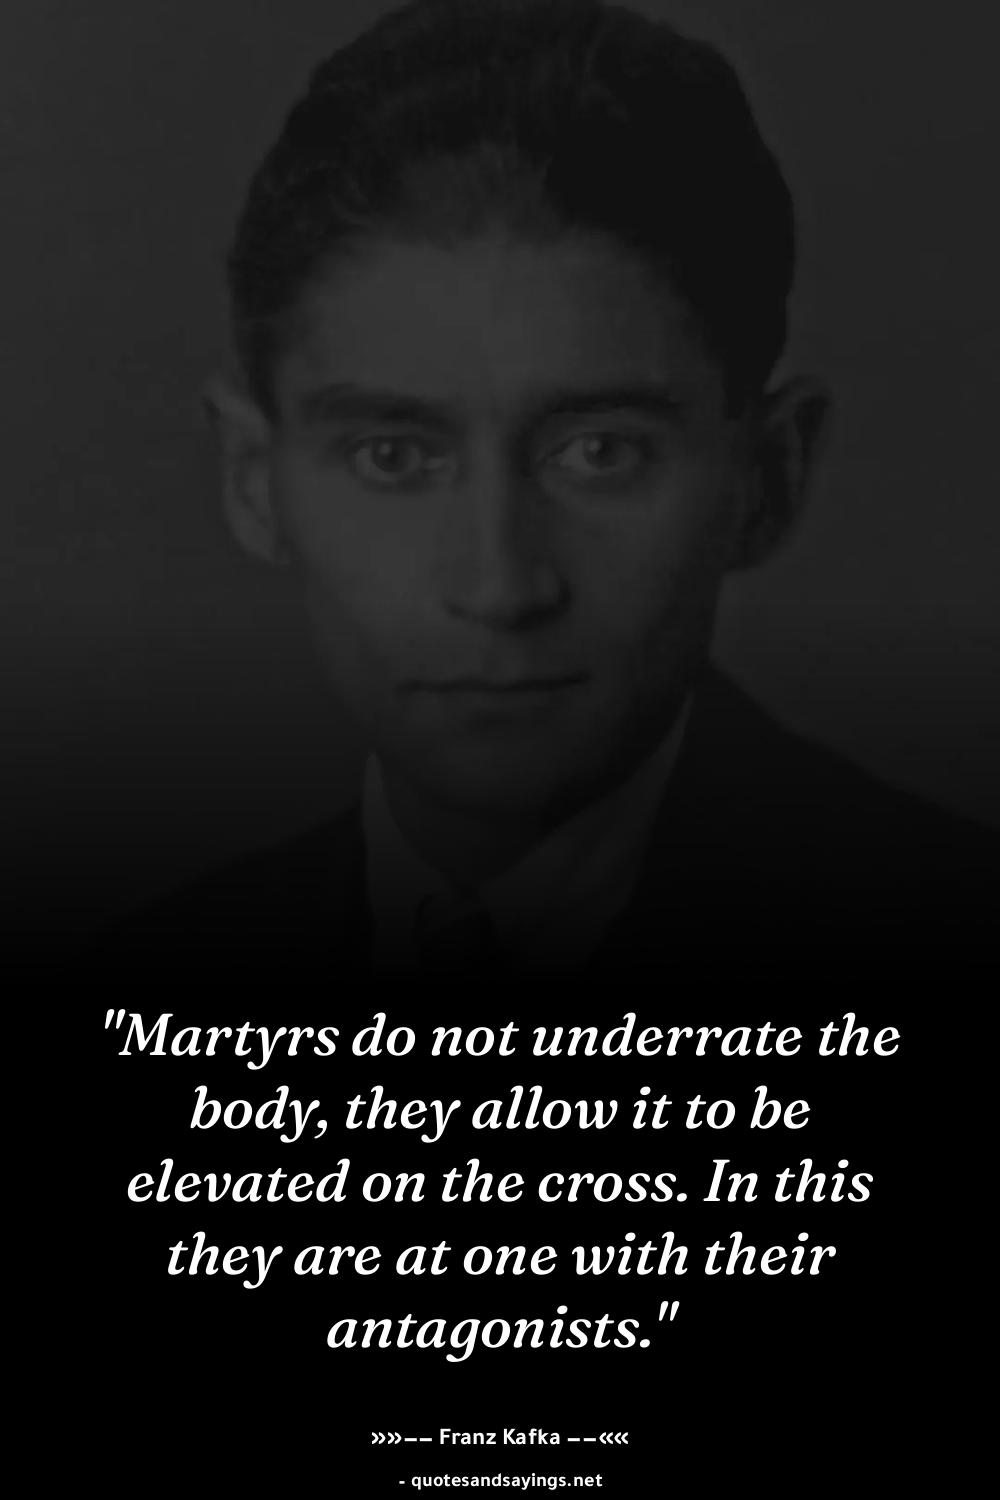 "Martyrs do not underrate the
body, they allow it to be
elevated on the cross. In this
they are at one with their
antagonists."
»»–– Franz Kafka ––««
- quotesandsayings.net